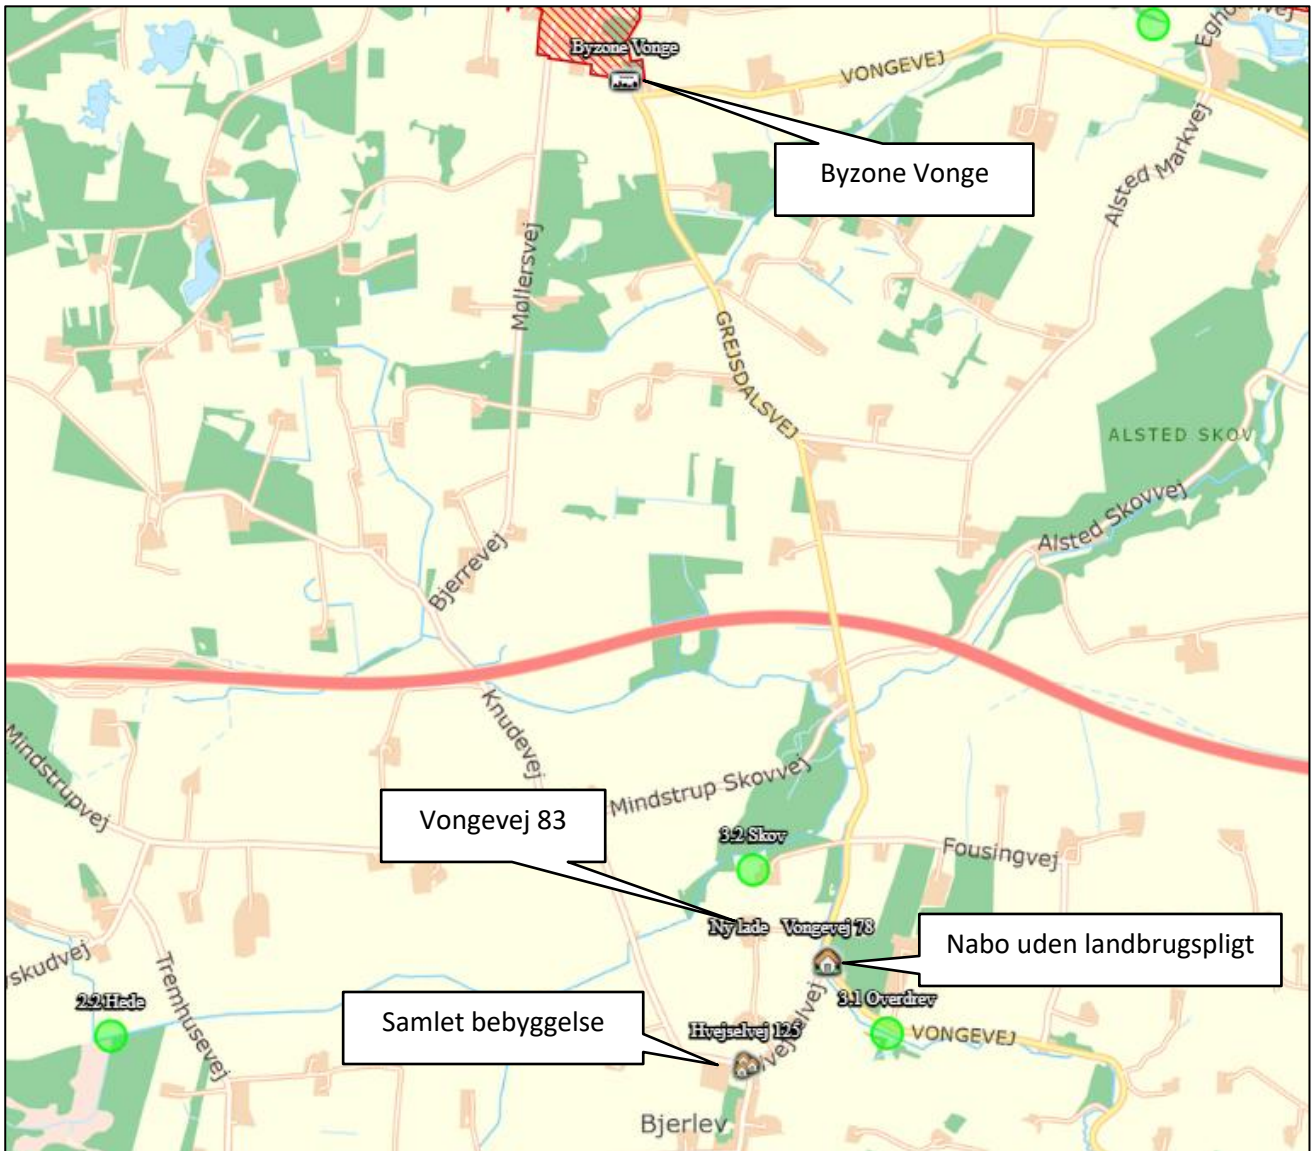 Egholmvej
Byzone Vonge
VONGEVEJ
Byzone Vonge
Alsted Markvej
Møllersvej
GREJSDALSVEJ
ALSTED SKOV
Alsted Skovvej
Bjerrevej
Knudevej
Mindstrupvej
Mindstrup Skovvej
Vongevej 83
3.2 Skov
Fousingvej
Ny lade
Vongevej 78
Nabo uden landbrugspligt
skudvej
Tremhusevej
2.2 Hede
3.1 Overdrev
Samlet bebyggelse
Hvejselvej 125
VONGEVEJ
Bjerlev